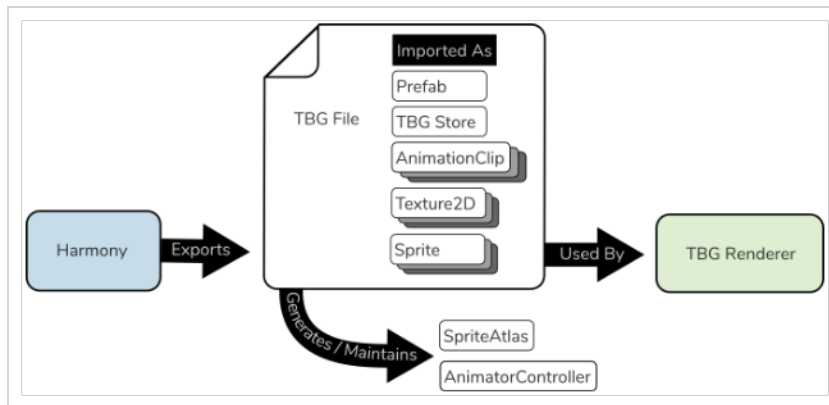 Imported As
Prefab
TBG File
TBG Store
AnimationClip
Texture2D
Sprite
Harmony
Exports
Used By
TBG Renderer
Generates / Maintains
SpriteAtlas
AnimatorController